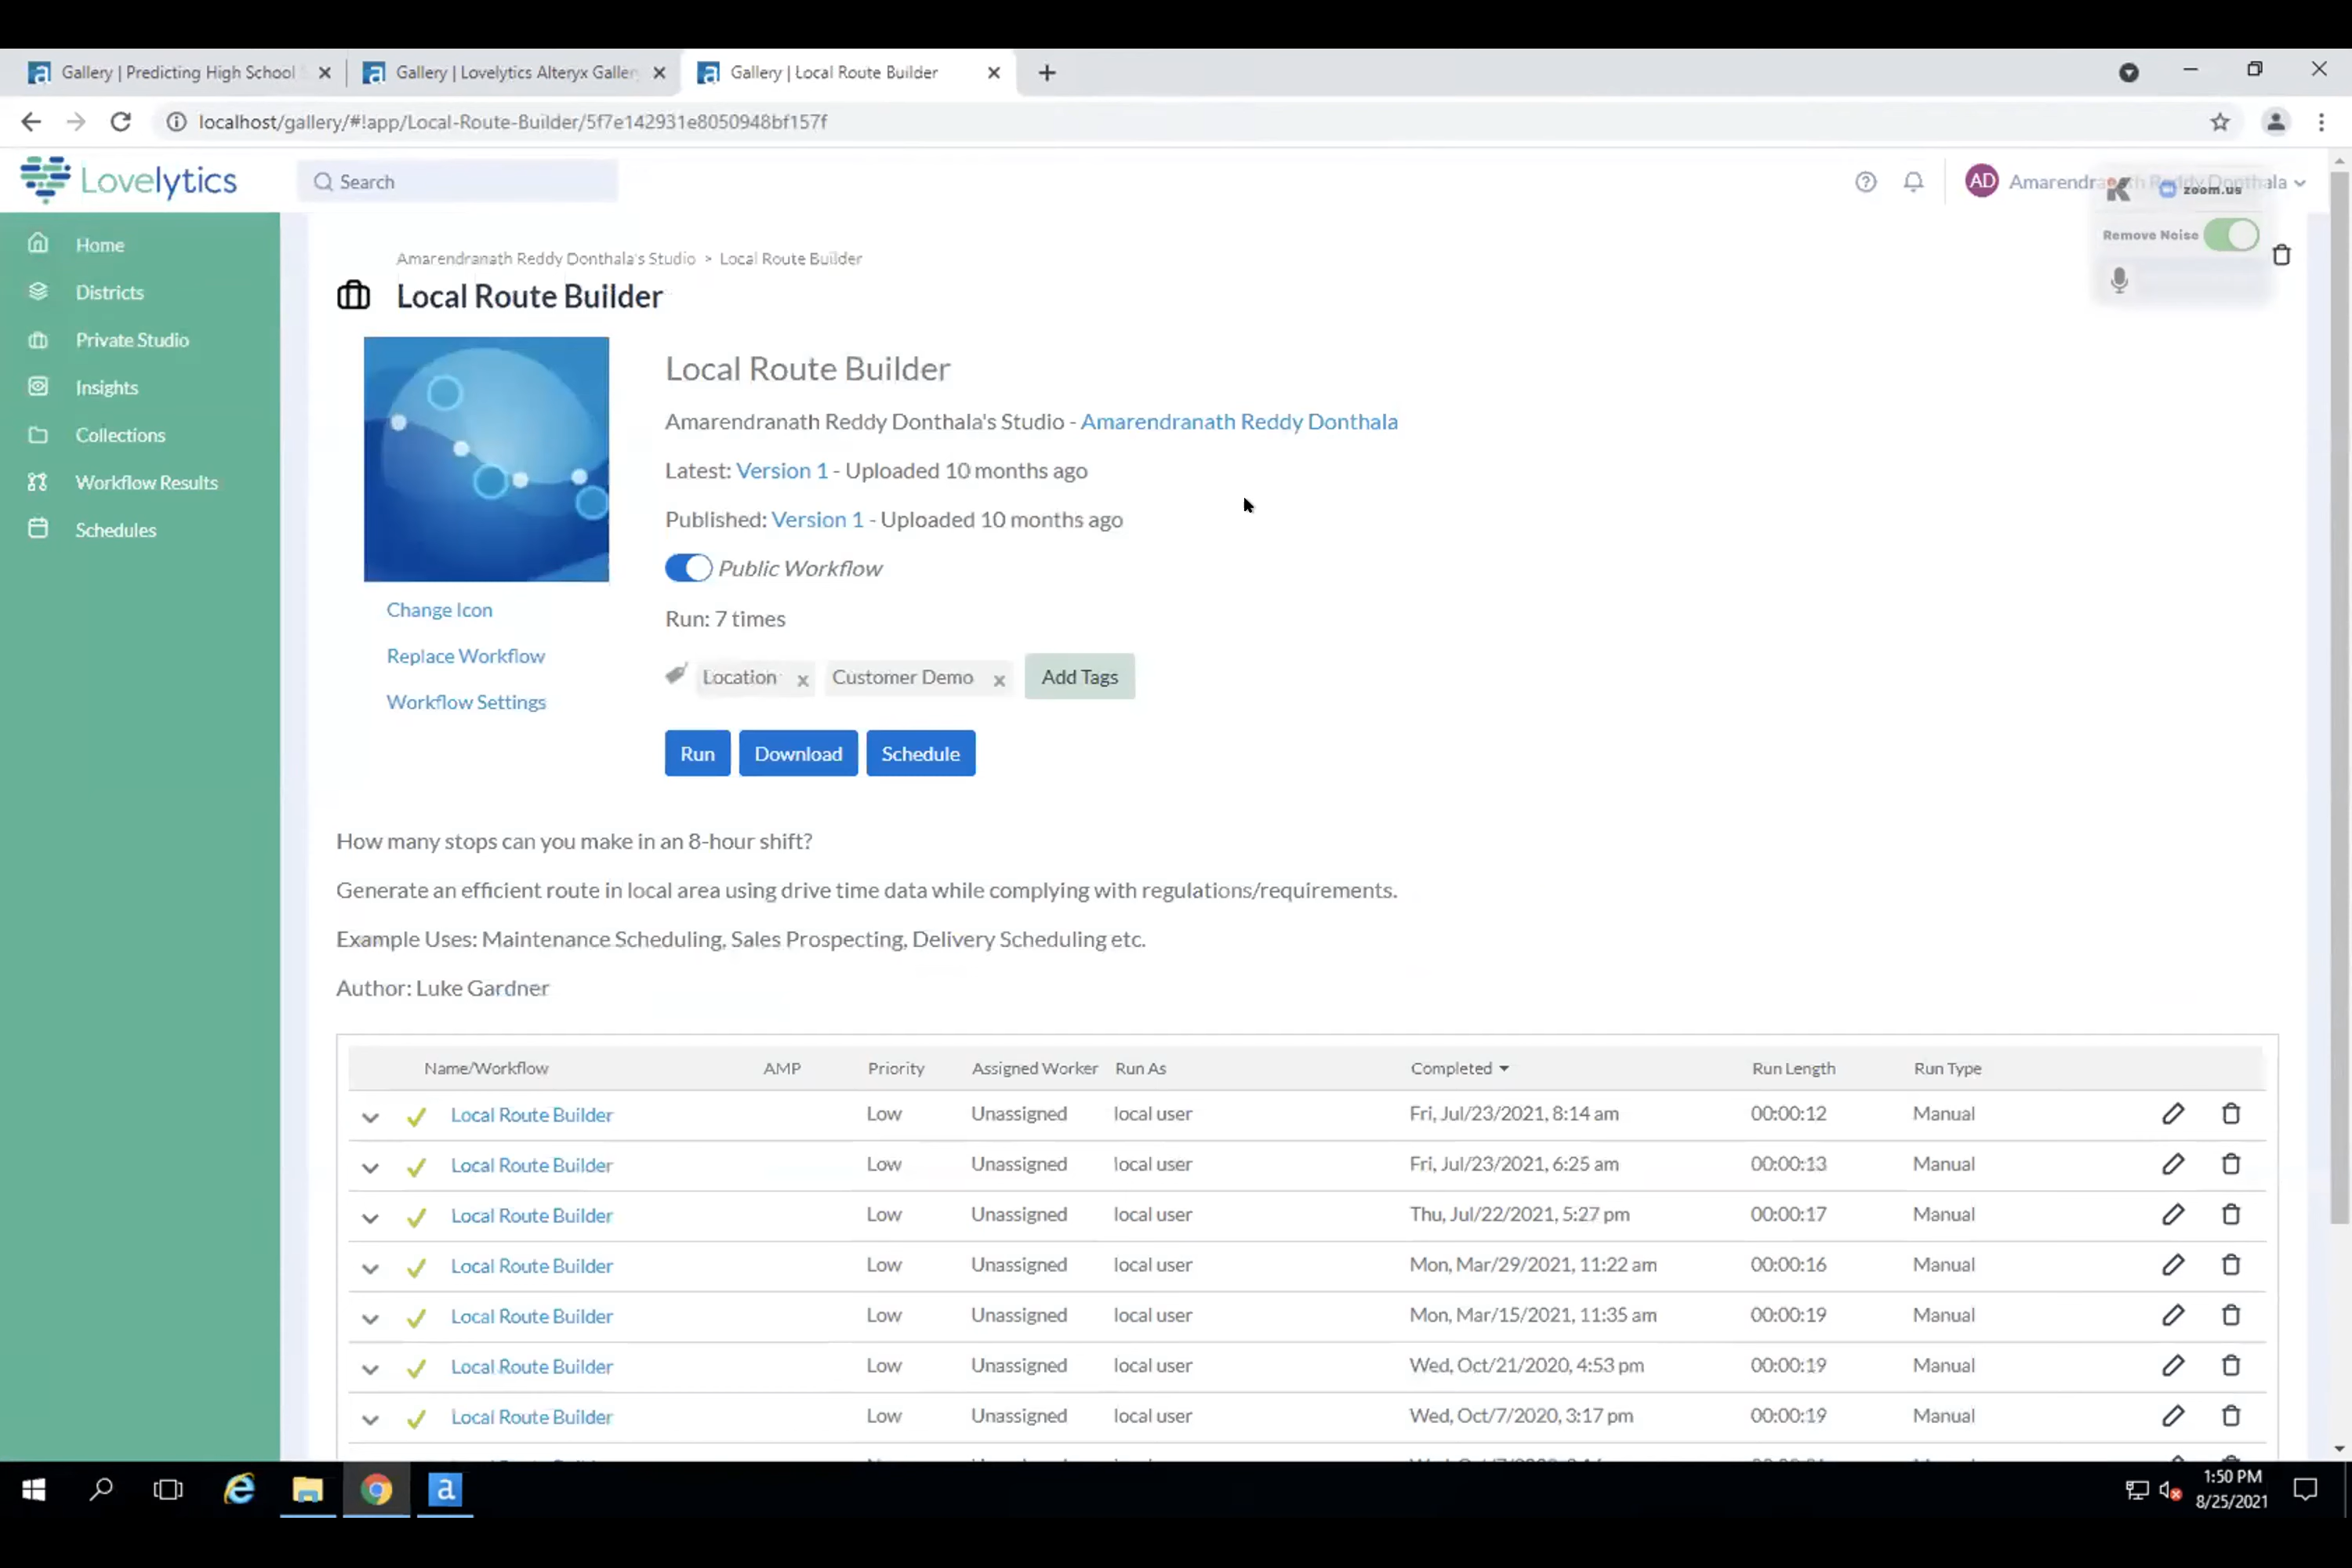 Gallery | Predicting High School
Gallery | Lovelytics Alteryx Galler
Gallery | Local Route Builder
localhost/gallery/#!app/Local-Route-Builder/5f7e142931e8050948bf157f
Lovelytics
Search
AD
Amarendranath Reddy Donthala
zoom.us
Remove Noise
Home
Districts
Private Studio
Insights
Collections
Workflow Results
Schedules
Amarendranath Reddy Donthala's Studio > Local Route Builder
Local Route Builder
Local Route Builder
Amarendranath Reddy Donthala's Studio - Amarendranath Reddy Donthala
Latest: Version 1 - Uploaded 10 months ago
Published: Version 1 - Uploaded 10 months ago
Public Workflow
Run: 7 times
Change Icon
Replace Workflow
Workflow Settings
Location x Customer Demo x Add Tags
Run Download Schedule
How many stops can you make in an 8-hour shift?
Generate an efficient route in local area using drive time data while complying with regulations/requirements.
Example Uses: Maintenance Scheduling, Sales Prospecting, Delivery Scheduling etc.
Author: Luke Gardner
Name/Workflow AMP Priority Assigned Worker Run As Completed Run Length Run Type
Local Route Builder Low Unassigned local user Fri, Jul/23/2021, 8:14 am 00:00:12 Manual
Local Route Builder Low Unassigned local user Fri, Jul/23/2021, 6:25 am 00:00:13 Manual
Local Route Builder Low Unassigned local user Thu, Jul/22/2021, 5:27 pm 00:00:17 Manual
Local Route Builder Low Unassigned local user Mon, Mar/29/2021, 11:22 am 00:00:16 Manual
Local Route Builder Low Unassigned local user Mon, Mar/15/2021, 11:35 am 00:00:19 Manual
Local Route Builder Low Unassigned local user Wed, Oct/21/2020, 4:53 pm 00:00:19 Manual
Local Route Builder Low Unassigned local user Wed, Oct/7/2020, 3:17 pm 00:00:19 Manual
1:50 PM
8/25/2021